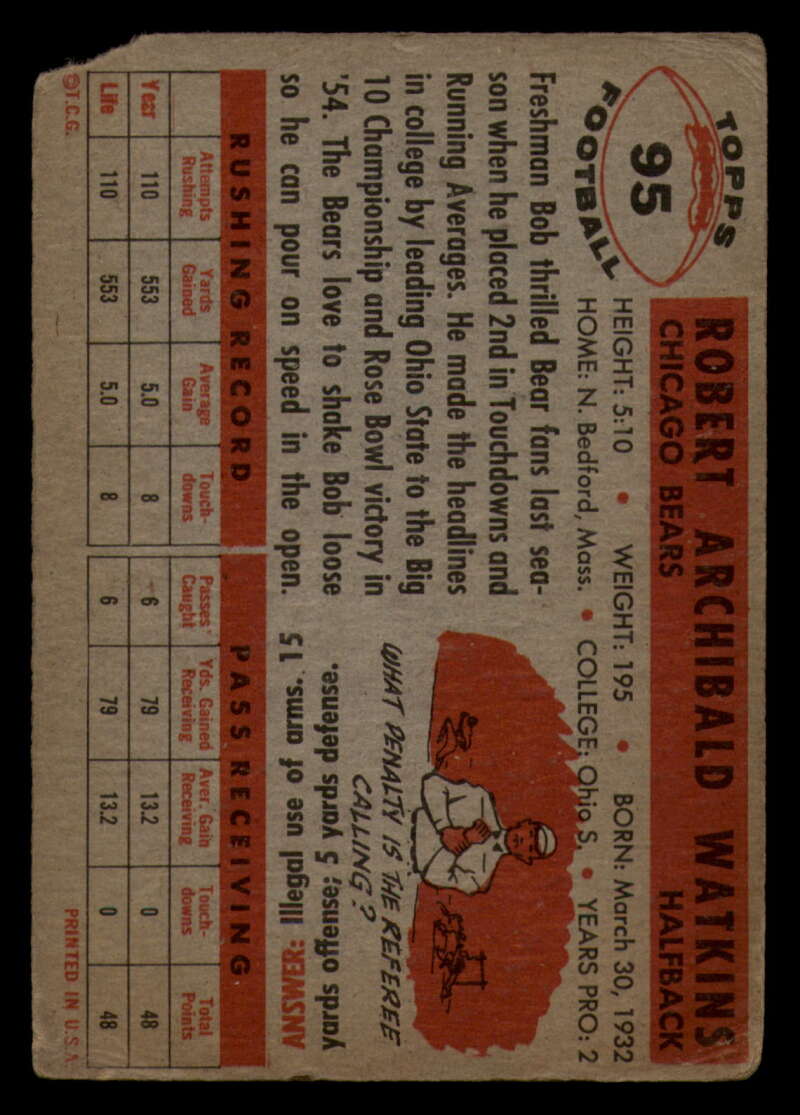 TOPPS
95
FOOTBALL
ROBERT ARCHIBALD WATKINS
CHICAGO BEARS HALFBACK
HEIGHT: 5:10 • WEIGHT: 195 • BORN: March 30, 1932
HOME: N. Bedford, Mass. • COLLEGE: Ohio S. • YEARS PRO: 2
Freshman Bob thrilled Bear fans last sea-
son when he placed 2nd in Touchdowns and
Running Averages. He made the headlines
in college by leading Ohio State to the Big
10 Championship and Rose Bowl victory in
'54. The Bears love to shake Bob loose
so he can pour on speed in the open.
WHAT PENALTY IS THE REFEREE
CALLING?
ANSWER: Illegal use of arms. 15
yards offense; 5 yards defense.
RUSHING RECORD PASS RECEIVING
Attempts Rushing Yards Gained Average Gain Touch-downs Passes Caught Yds. Gained Receiving Aver. Gain Receiving Touch-downs Total Points
Year 110 553 5.0 8 6 79 13.2 0 48
Life 110 553 5.0 8 6 79 13.2 0 48
©T.C.G. PRINTED IN U.S.A.